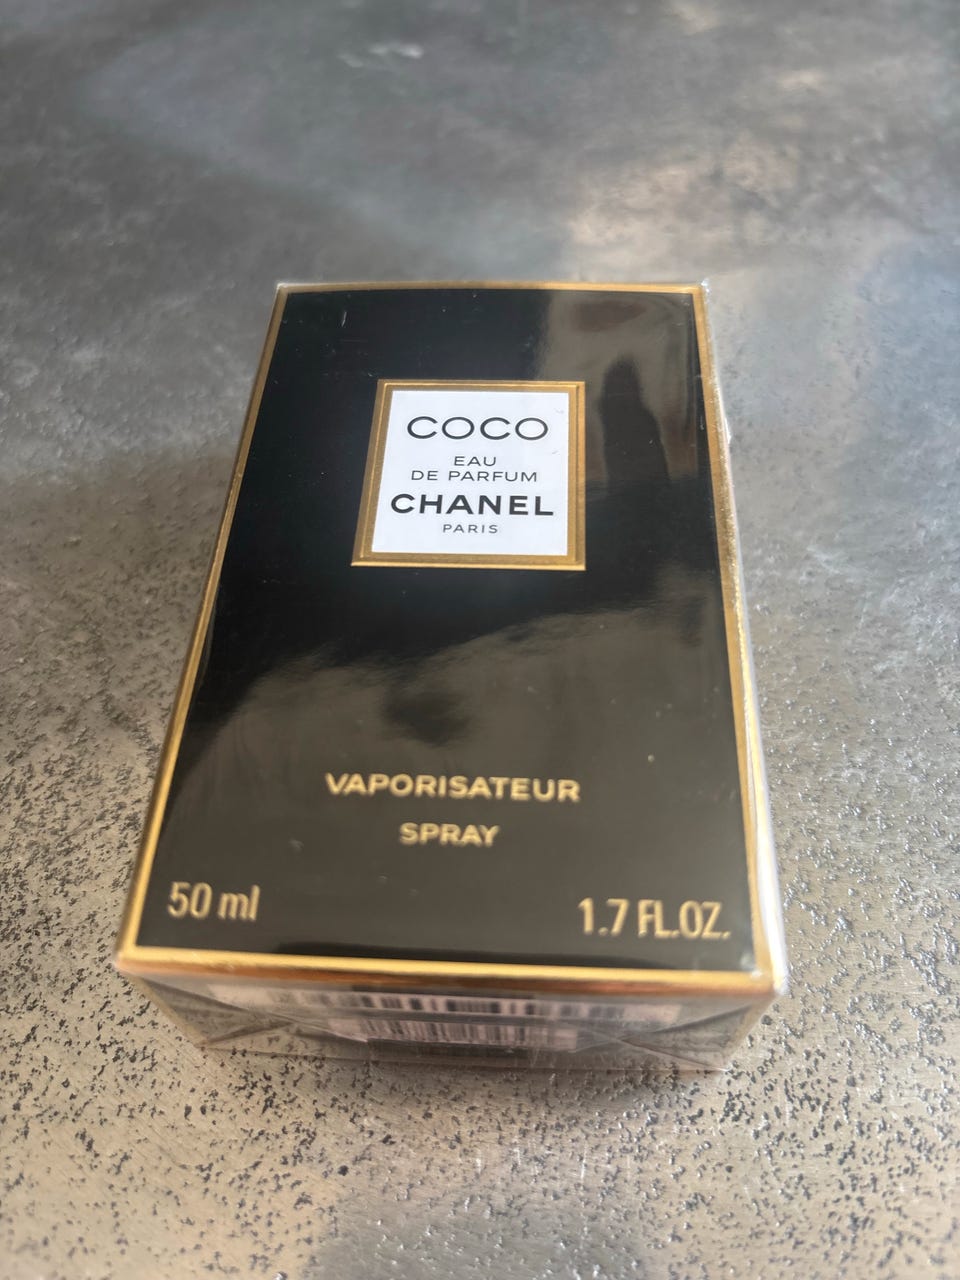 COCO
EAU
DE PARFUM
CHANEL
PARIS
VAPORISATEUR
SPRAY
50 ml
1.7 FL.OZ.